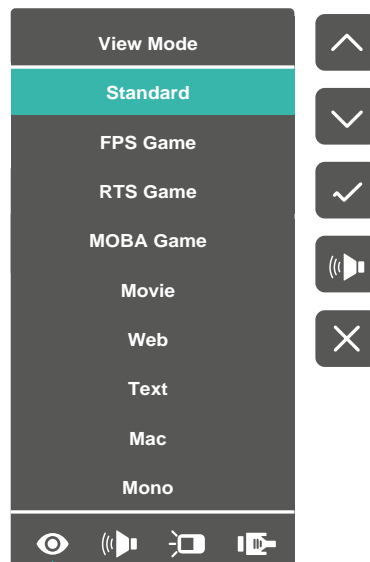 View Mode
Standard
FPS Game
RTS Game
MOBA Game
Movie
Web
Text
Mac
Mono